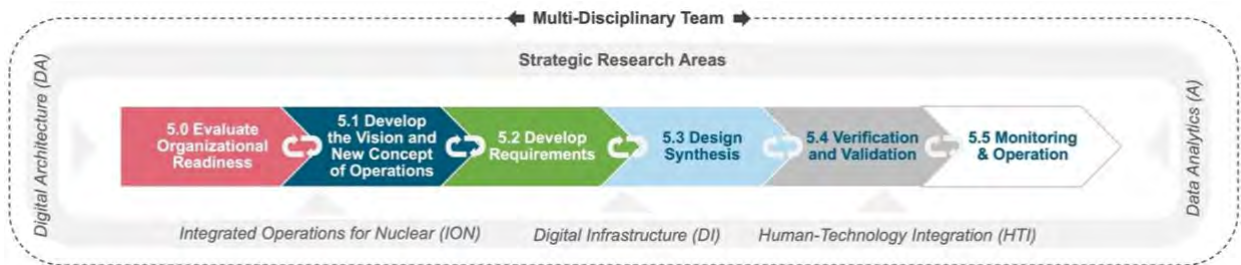 Multi-Disciplinary Team
Strategic Research Areas
Digital Architecture (DA)
5.0 Evaluate
Organizational
Readiness
5.1 Develop
the Vision and
New Concept
of Operations
5.2 Develop
Requirements
5.3 Design
Synthesis
5.4 Verification
and Validation
5.5 Monitoring
& Operation
Data Analytics (A)
Integrated Operations for Nuclear (ION)
Digital Infrastructure (DI)
Human-Technology Integration (HTI)